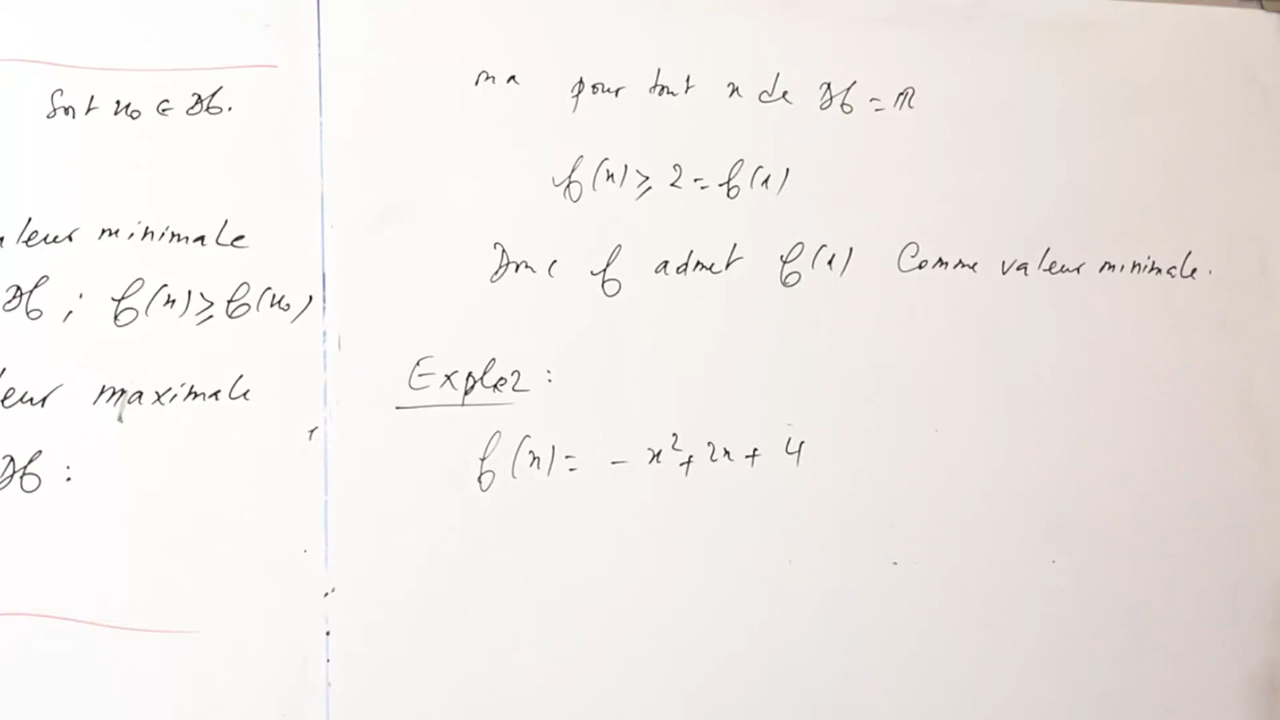 Soit x₀ ∈ Df.
leur minimale
Df ; f(x) ≥ f(x₀)
eur maximale
Df :
ma pour tout x de Df = ℝ
f(x) ≥ 2 = f(1)
Donc f admet f(1) Comme valeur minimale.
Exple2 :
f(x) = - x² + 2x + 4